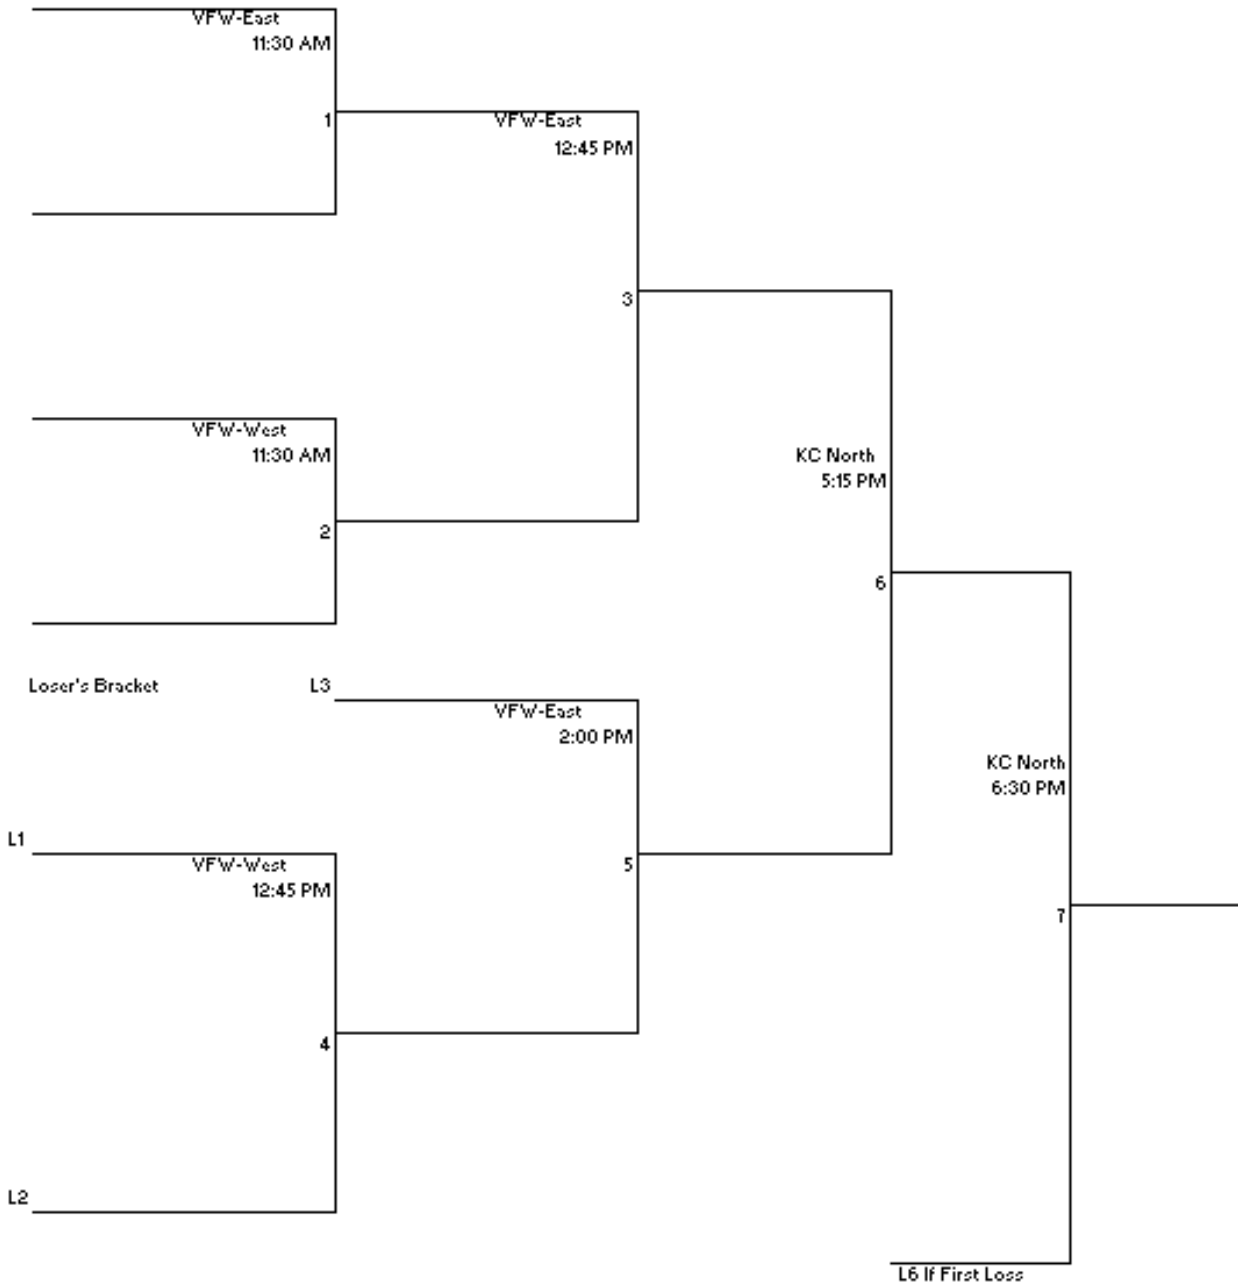 VFW-East
11:30 AM
1
VFW-East
12:45 PM
3
VFW-West
11:30 AM
2
KC North
5:15 PM
6
Loser's Bracket
L3
VFW-East
2:00 PM
5
KC North
6:30 PM
7
L1
VFW-West
12:45 PM
4
L2
L6 If First Loss